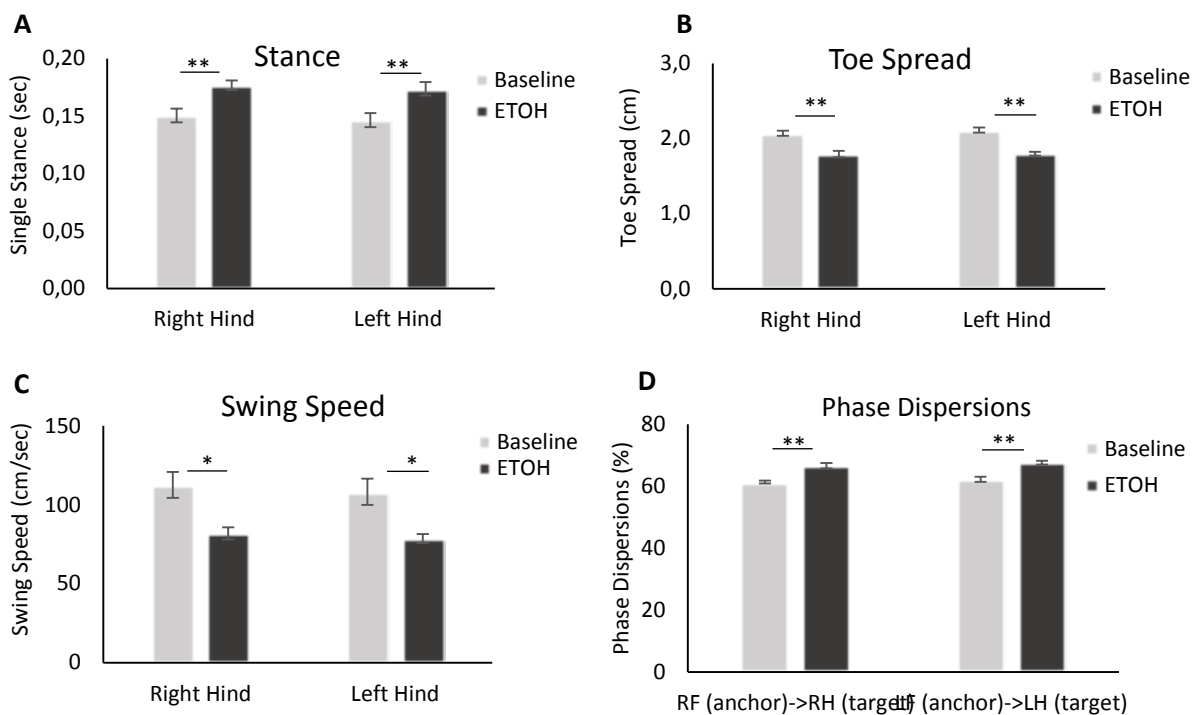 A
Stance
0,20
0,15
0,10
0,05
0,00
Single Stance (sec)
**
**
Baseline
ETOH
Right Hind
Left Hind
B
Toe Spread
3,0
2,0
1,0
0,0
Toe Spread (cm)
**
**
Baseline
ETOH
Right Hind
Left Hind
C
Swing Speed
150
100
50
0
Swing Speed (cm/sec)
*
*
Baseline
ETOH
Right Hind
Left Hind
D
Phase Dispersions
80
60
40
20
0
Phase Dispersions (%)
**
**
Baseline
ETOH
RF (anchor)->RH (target)
LF (anchor)->LH (target)